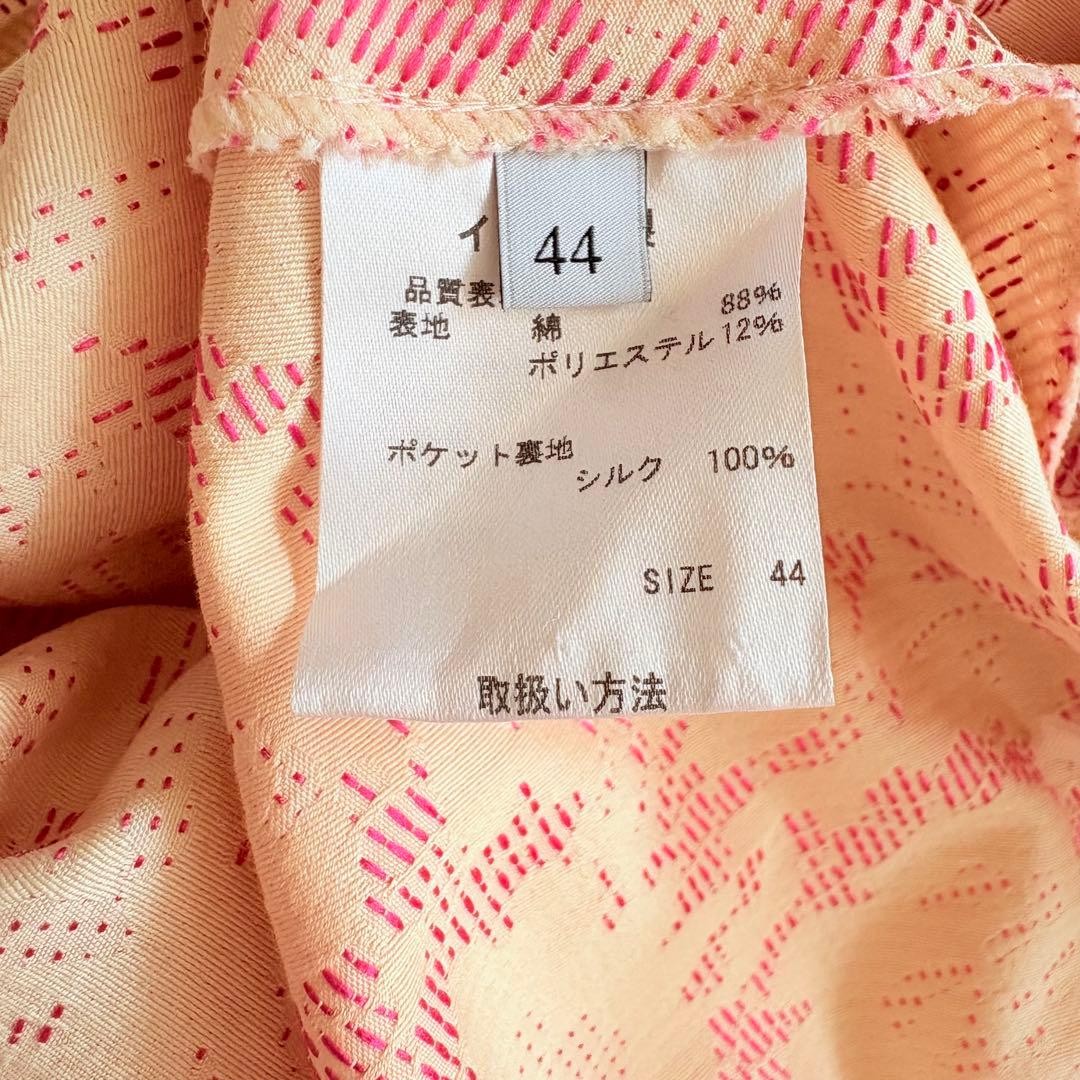 44
品質表
表地 綿 88%
ポリエステル 12%
ポケット裏地
シルク 100%
SIZE 44
取扱い方法